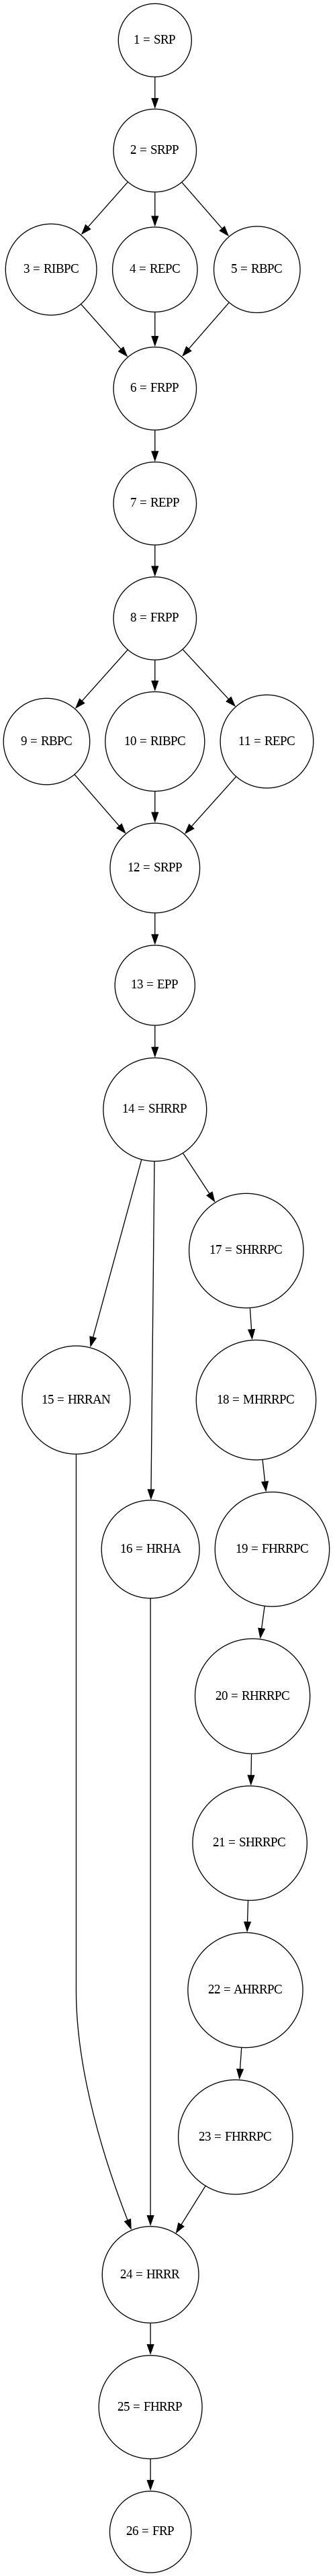 1 = SRP
2 = SRPP
3 = RIBPC
4 = REPC
5 = RBPC
6 = FRPP
7 = REPP
8 = FRPP
9 = RBPC
10 = RIBPC
11 = REPC
12 = SRPP
13 = EPP
14 = SHRRP
17 = SHRRPC
15 = HRRAN
18 = MHRRPC
16 = HRHA
19 = FHRRPC
20 = RHRRPC
21 = SHRRPC
22 = AHRRPC
23 = FHRRPC
24 = HRRR
25 = FHRRP
26 = FRP